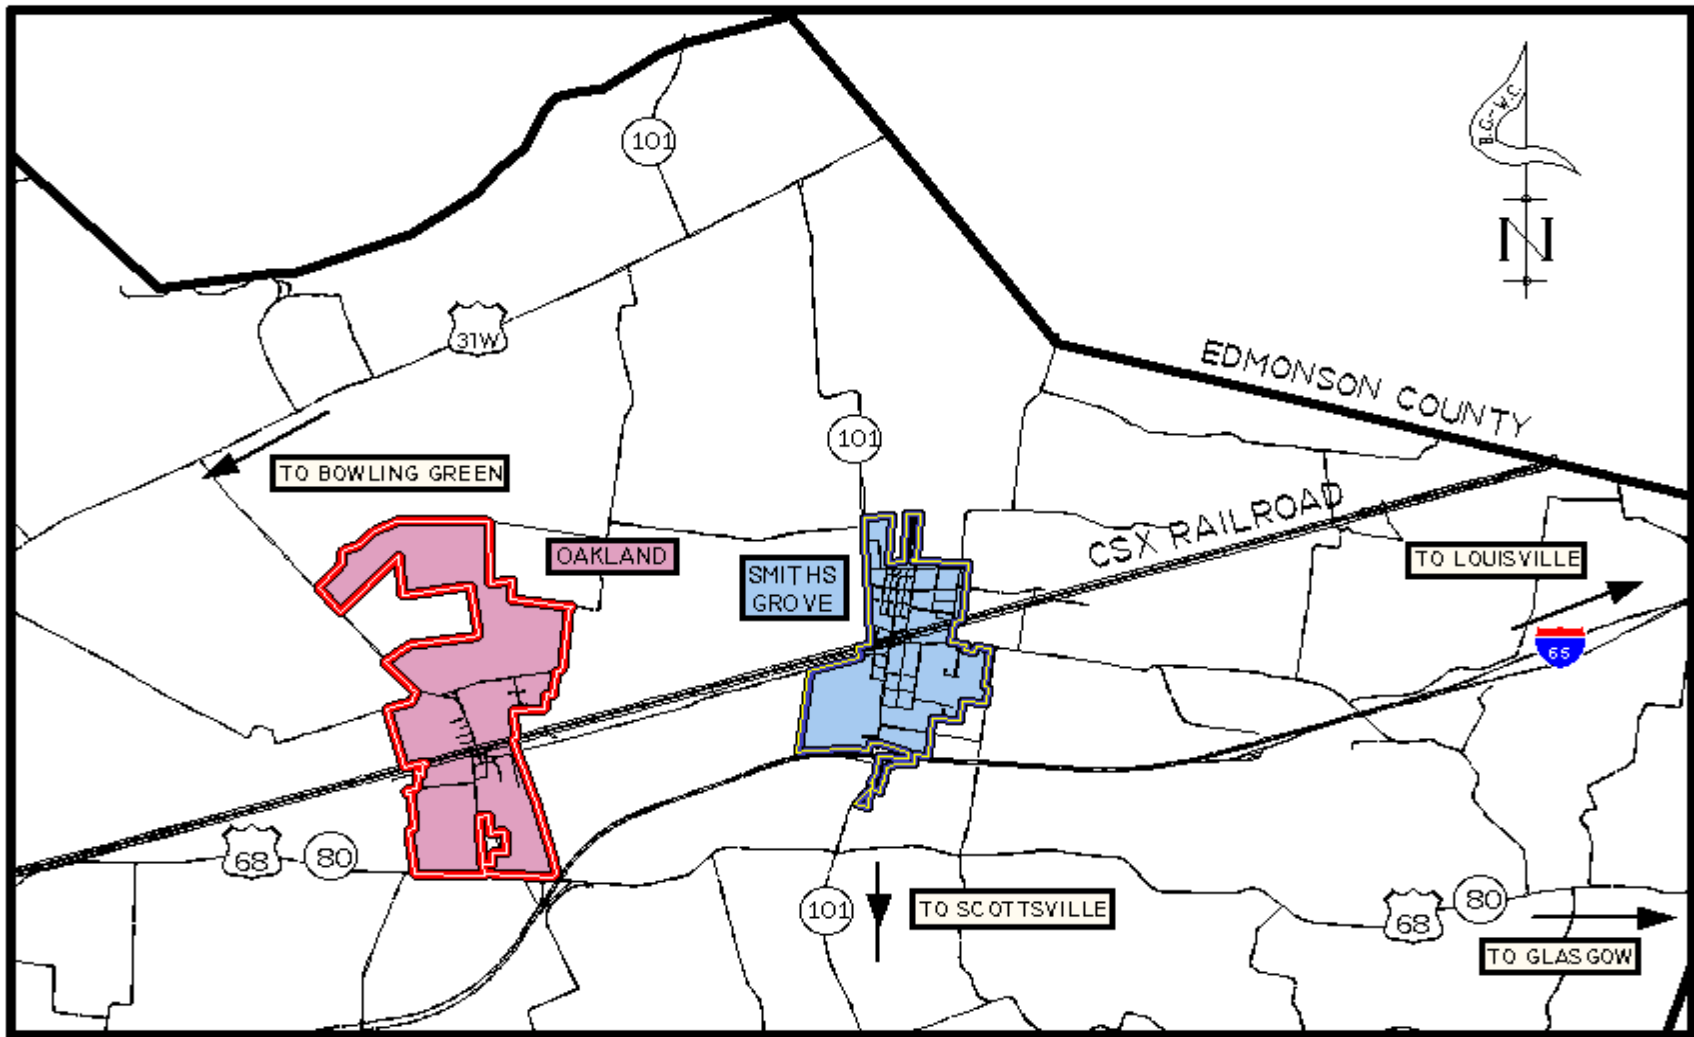 101
B.G.-W.C.
N
31W
EDMONSON COUNTY
101
TO BOWLING GREEN
CSX RAILROAD
OAKLAND
SMITHS
GROVE
TO LOUISVILLE
65
68
80
101
TO SCOTTSVILLE
68
80
TO GLASGOW